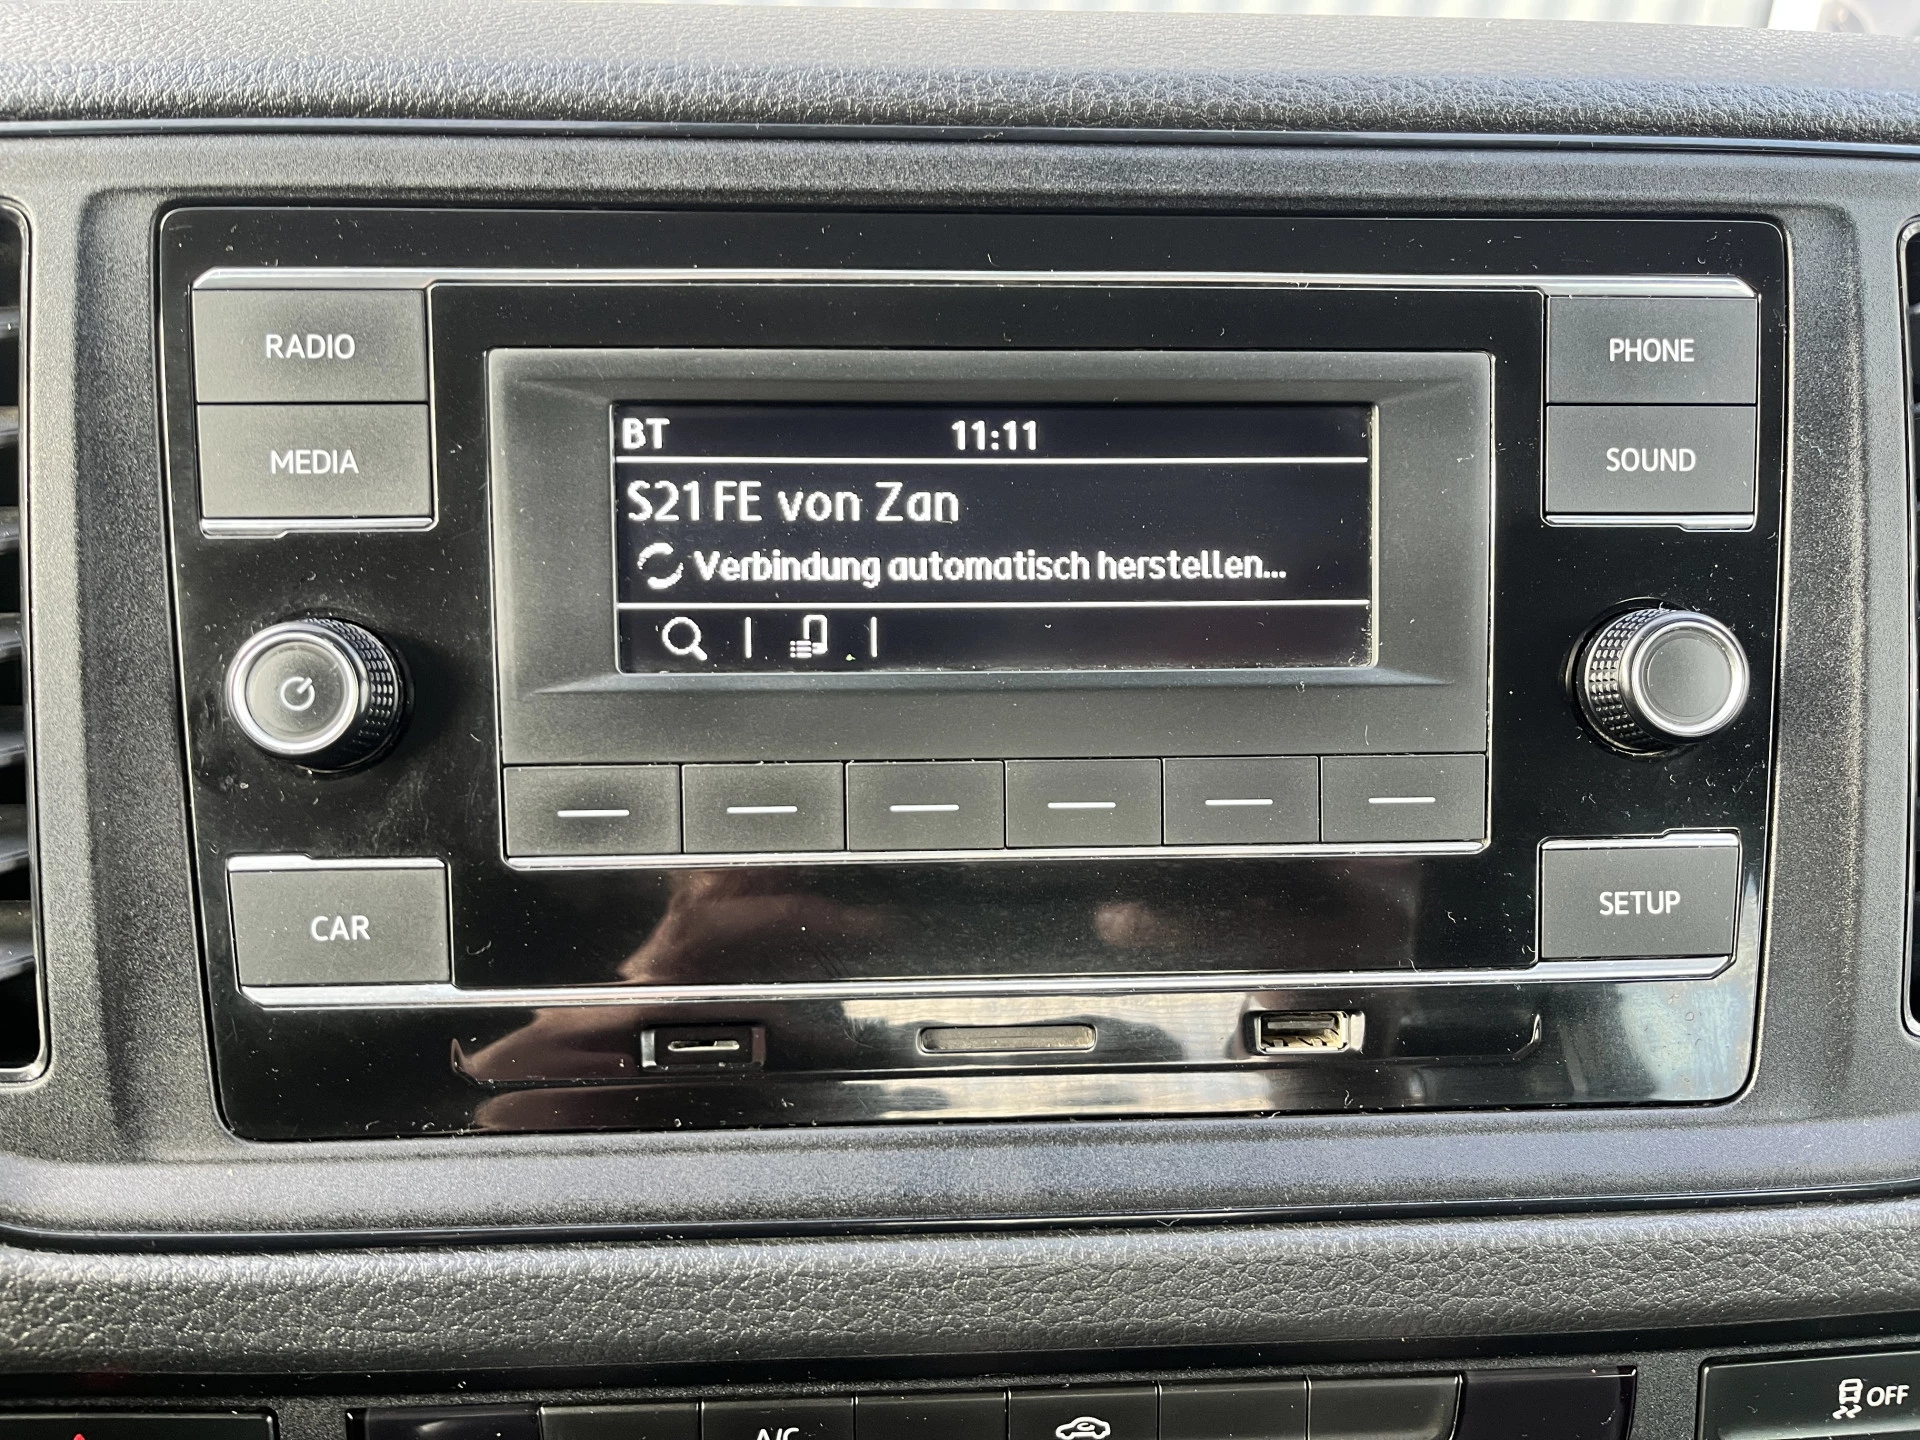 RADIO
PHONE
MEDIA
SOUND
BT 11:11
S21 FE von Zan
Verbindung automatisch herstellen...
CAR
SETUP
A/C
OFF